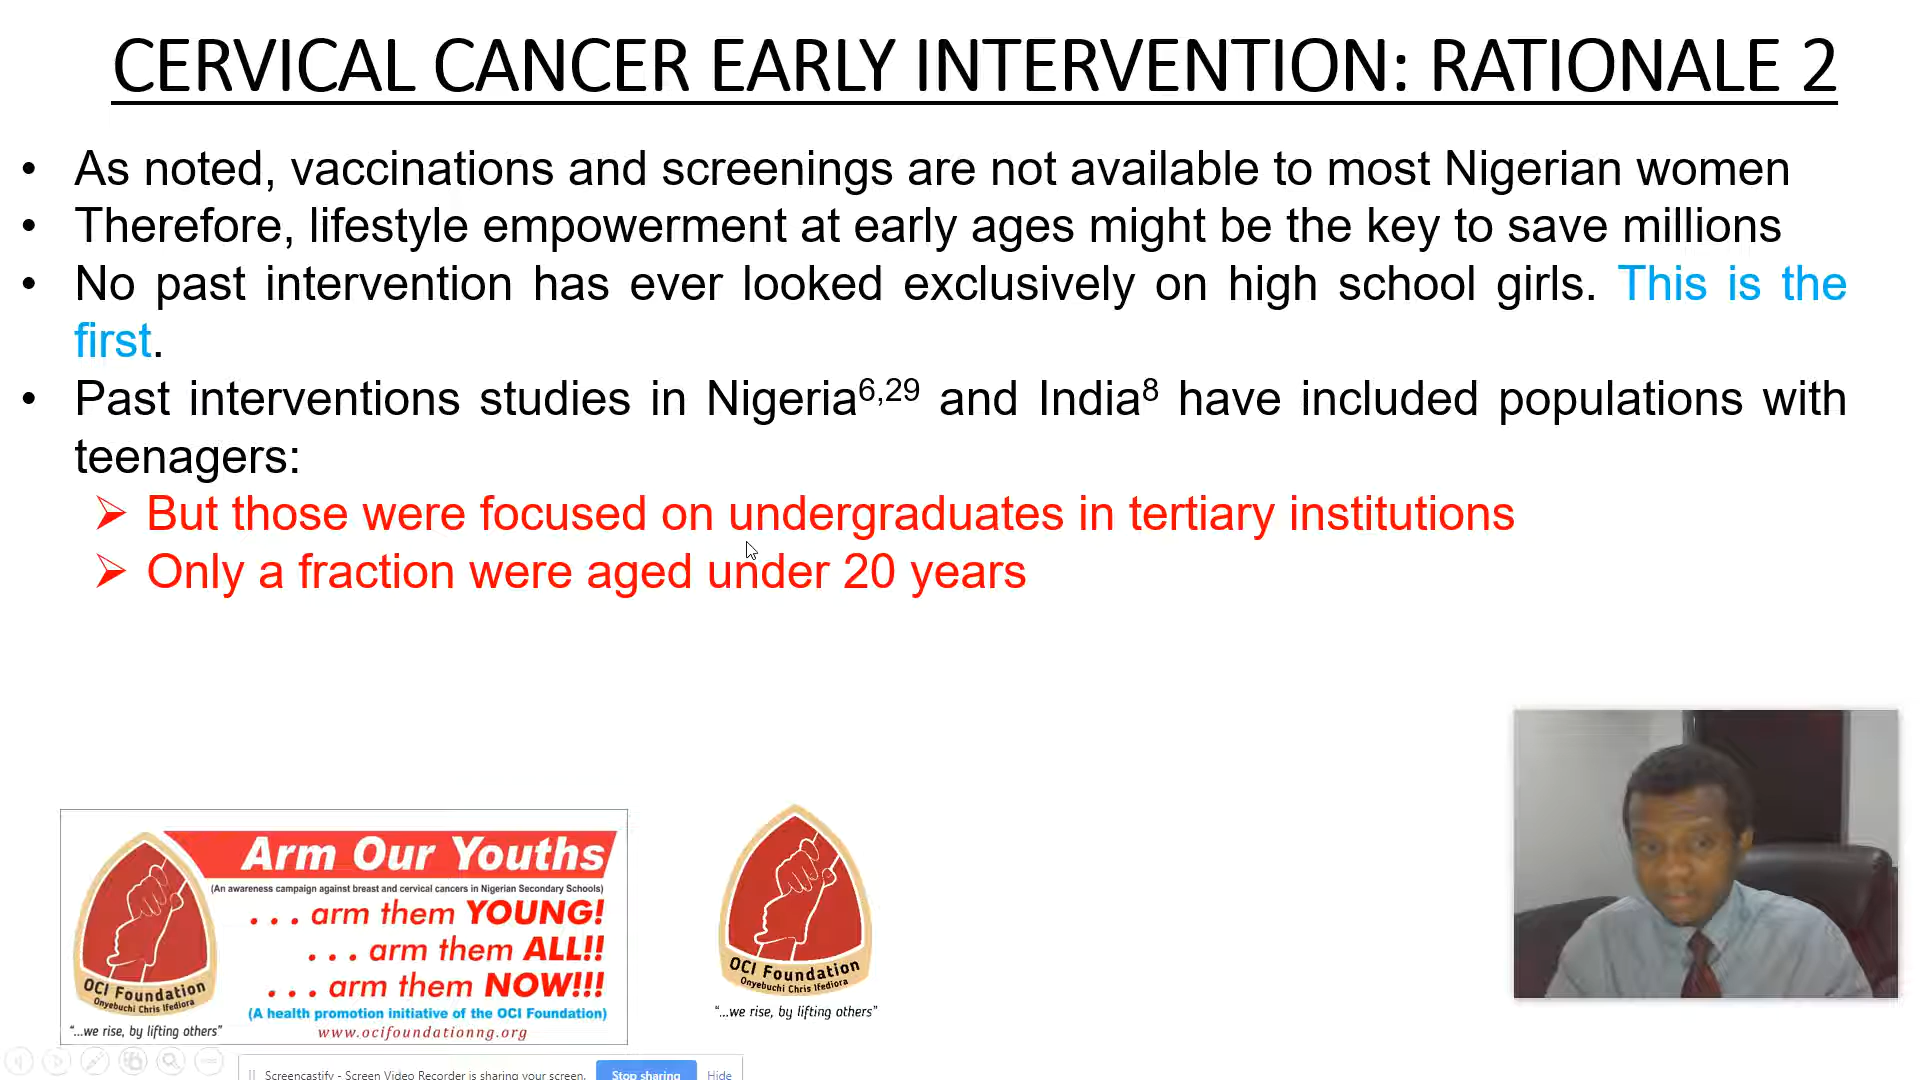 CERVICAL CANCER EARLY INTERVENTION: RATIONALE 2
• As noted, vaccinations and screenings are not available to most Nigerian women
• Therefore, lifestyle empowerment at early ages might be the key to save millions
• No past intervention has ever looked exclusively on high school girls. This is the
first.
• Past interventions studies in Nigeria6,29 and India8 have included populations with
teenagers:
➢ But those were focused on undergraduates in tertiary institutions
➢ Only a fraction were aged under 20 years
Arm Our Youths
(An awareness campaign against breast and cervical cancers in Nigerian Secondary Schools)
. . . arm them YOUNG!
. . . arm them ALL!!
. . . arm them NOW!!!
(A health promotion initiative of the OCI Foundation)
www.ocifoundationng.org
OCI Foundation
Onyebuchi Chris Ifediora
"...we rise, by lifting others"
OCI Foundation
Onyebuchi Chris Ifediora
"...we rise, by lifting others"
Screencastify - Screen Video Recorder is sharing your screen.
Stop sharing
Hide